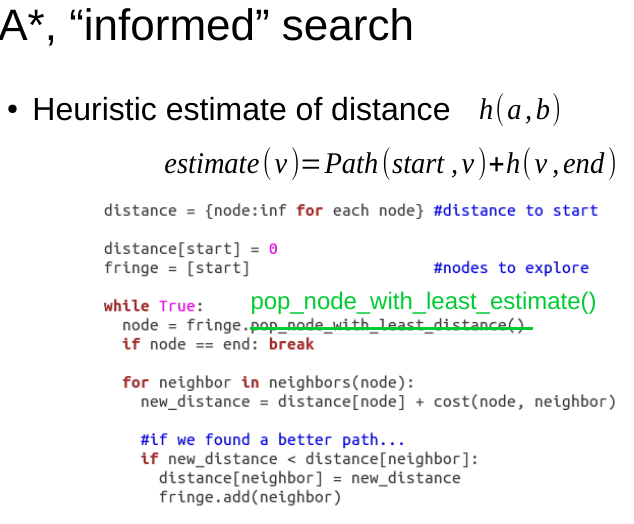 A*, “informed” search
• Heuristic estimate of distance h(a,b)
estimate(v)=Path(start,v)+h(v,end)
distance = {node:inf for each node} #distance to start
distance[start] = 0
fringe = [start] #nodes to explore
while True: pop_node_with_least_estimate()
node = fringe.pop_node_with_least_distance()
if node == end: break
for neighbor in neighbors(node):
new_distance = distance[node] + cost(node, neighbor)
#if we found a better path...
if new_distance < distance[neighbor]:
distance[neighbor] = new_distance
fringe.add(neighbor)